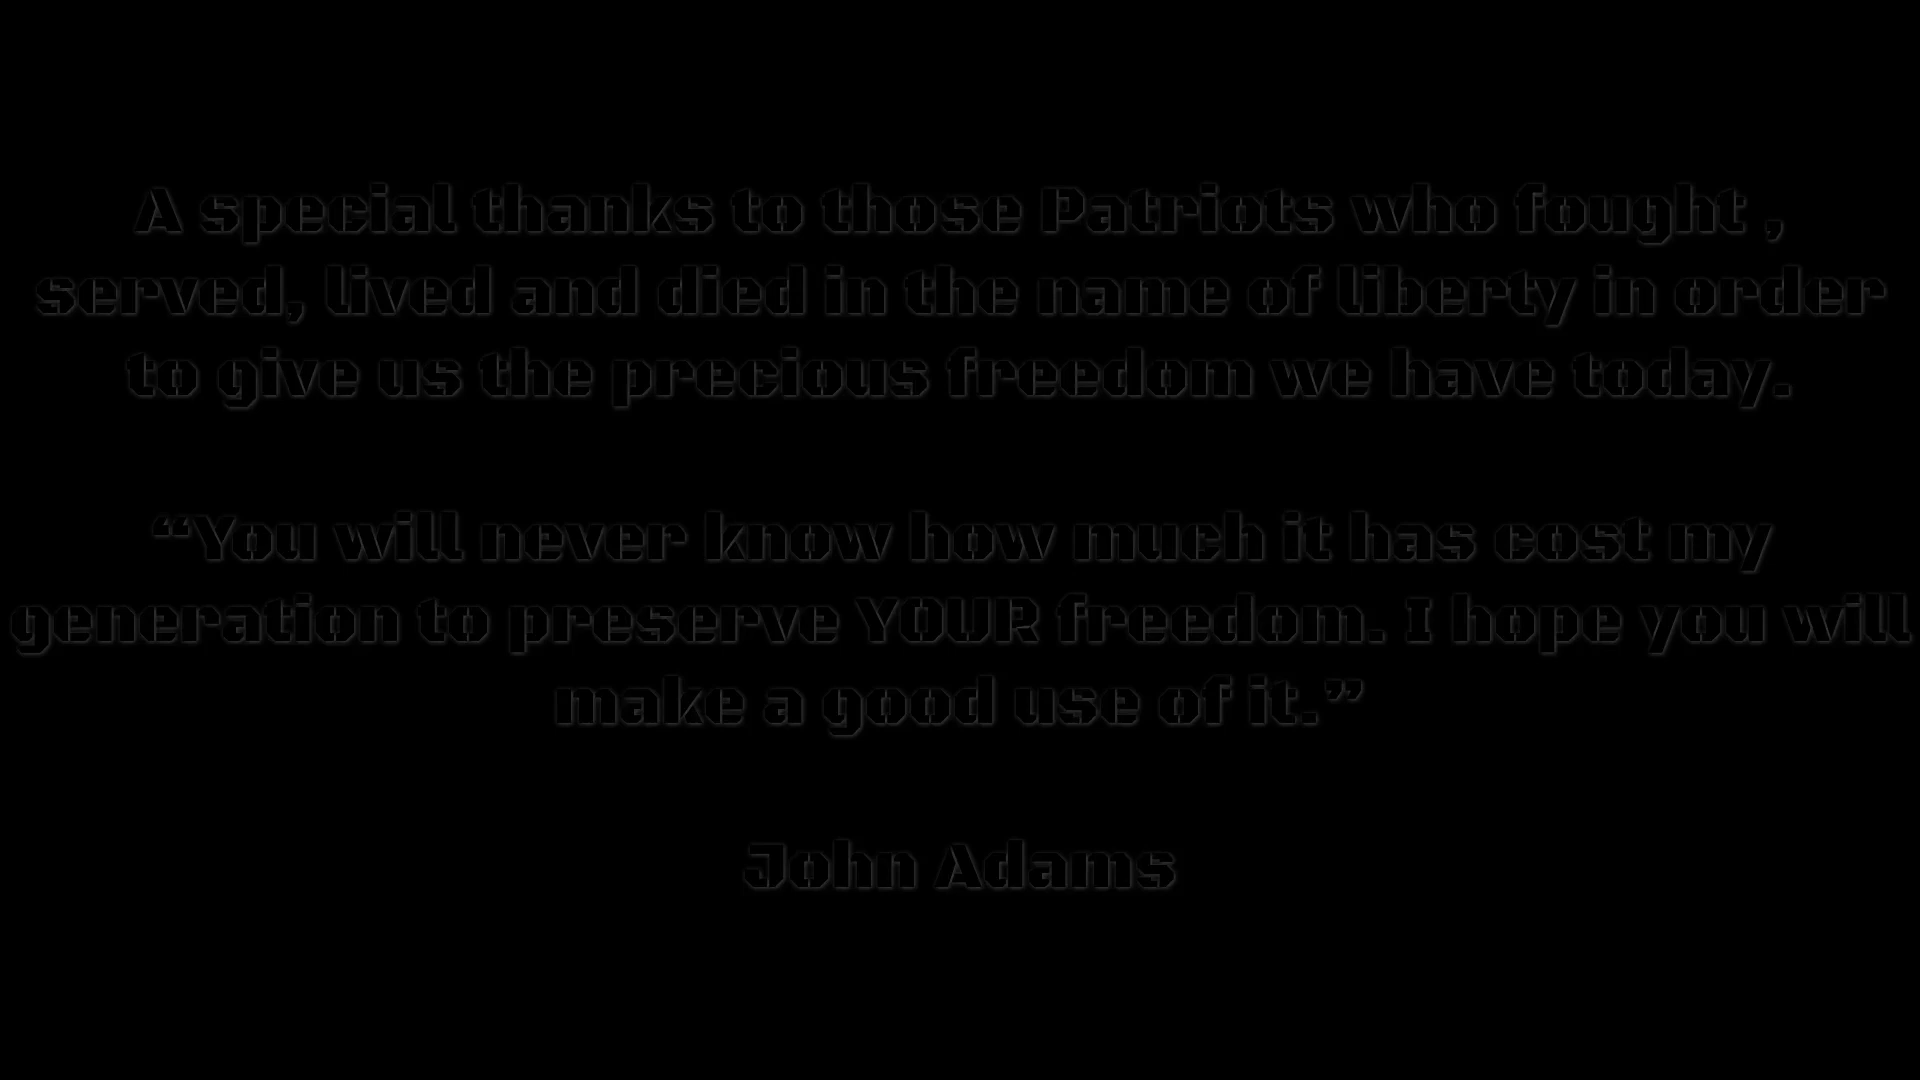 A special thanks to those Patriots who fought ,
served, lived and died in the name of liberty in order
to give us the precious freedom we have today.
“You will never know how much it has cost my
generation to preserve YOUR freedom. I hope you will
make a good use of it.”
John Adams